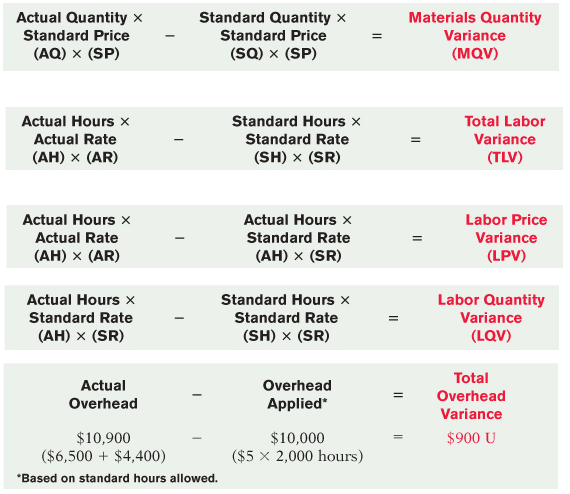 Actual Quantity × Standard Quantity × Materials Quantity
Standard Price − Standard Price = Variance
(AQ) × (SP) (SQ) × (SP) (MQV)
Actual Hours × Standard Hours × Total Labor
Actual Rate − Standard Rate = Variance
(AH) × (AR) (SH) × (SR) (TLV)
Actual Hours × Actual Hours × Labor Price
Actual Rate − Standard Rate = Variance
(AH) × (AR) (AH) × (SR) (LPV)
Actual Hours × Standard Hours × Labor Quantity
Standard Rate − Standard Rate = Variance
(AH) × (SR) (SH) × (SR) (LQV)
Actual Overhead Total
Overhead − Applied* = Overhead
Variance
$10,900 − $10,000 = $900 U
($6,500 + $4,400) ($5 × 2,000 hours)
*Based on standard hours allowed.